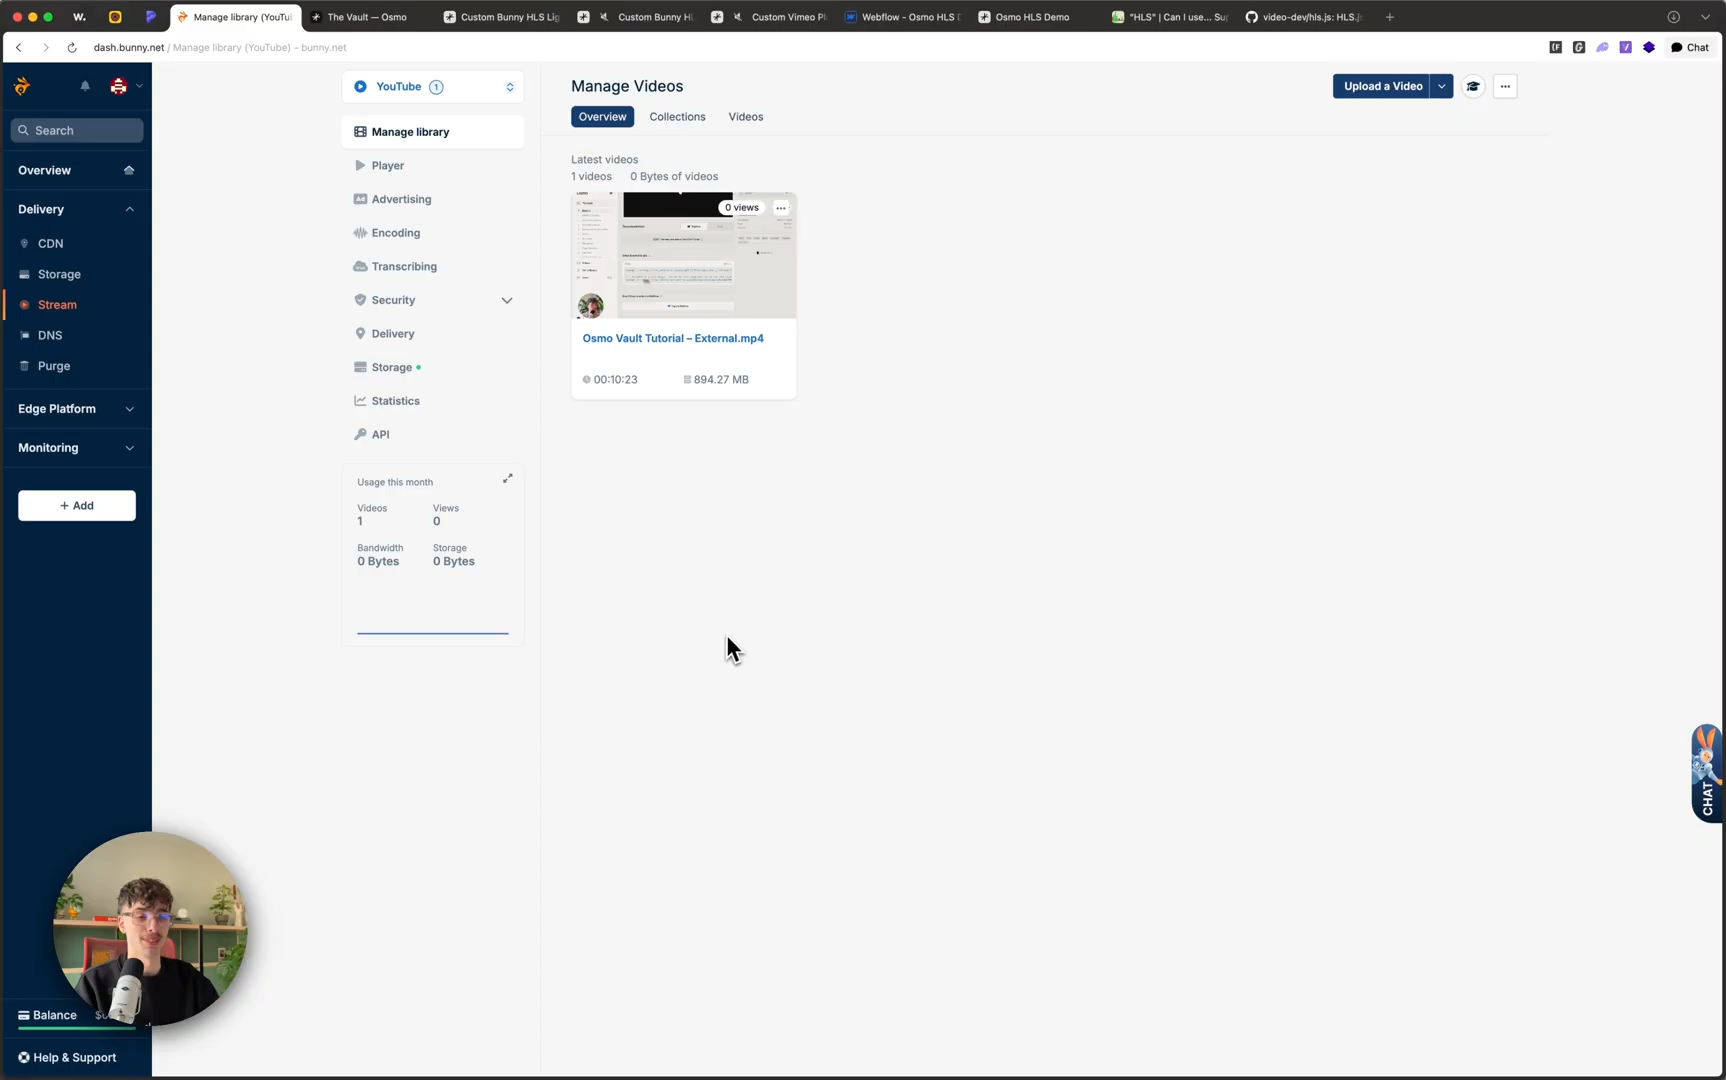 W.
Manage library (YouTu
The Vault — Osmo
Custom Bunny HLS Lig
Custom Bunny HL
Custom Vimeo Pl
Webflow - Osmo HLS D
Osmo HLS Demo
"HLS" | Can I use... Sup
video-dev/hls.js: HLS.js
dash.bunny.net / Manage library (YouTube) - bunny.net
Chat
Search
Overview
Delivery
CDN
Storage
Stream
DNS
Purge
Edge Platform
Monitoring
+ Add
Balance
Help & Support
YouTube 1
Manage library
Player
Advertising
Encoding
Transcribing
Security
Delivery
Storage
Statistics
API
Usage this month
Videos Views
1 0
Bandwidth Storage
0 Bytes 0 Bytes
Manage Videos
Upload a Video
Overview Collections Videos
Latest videos
1 videos 0 Bytes of videos
0 views
Osmo Vault Tutorial – External.mp4
00:10:23 894.27 MB
CHAT